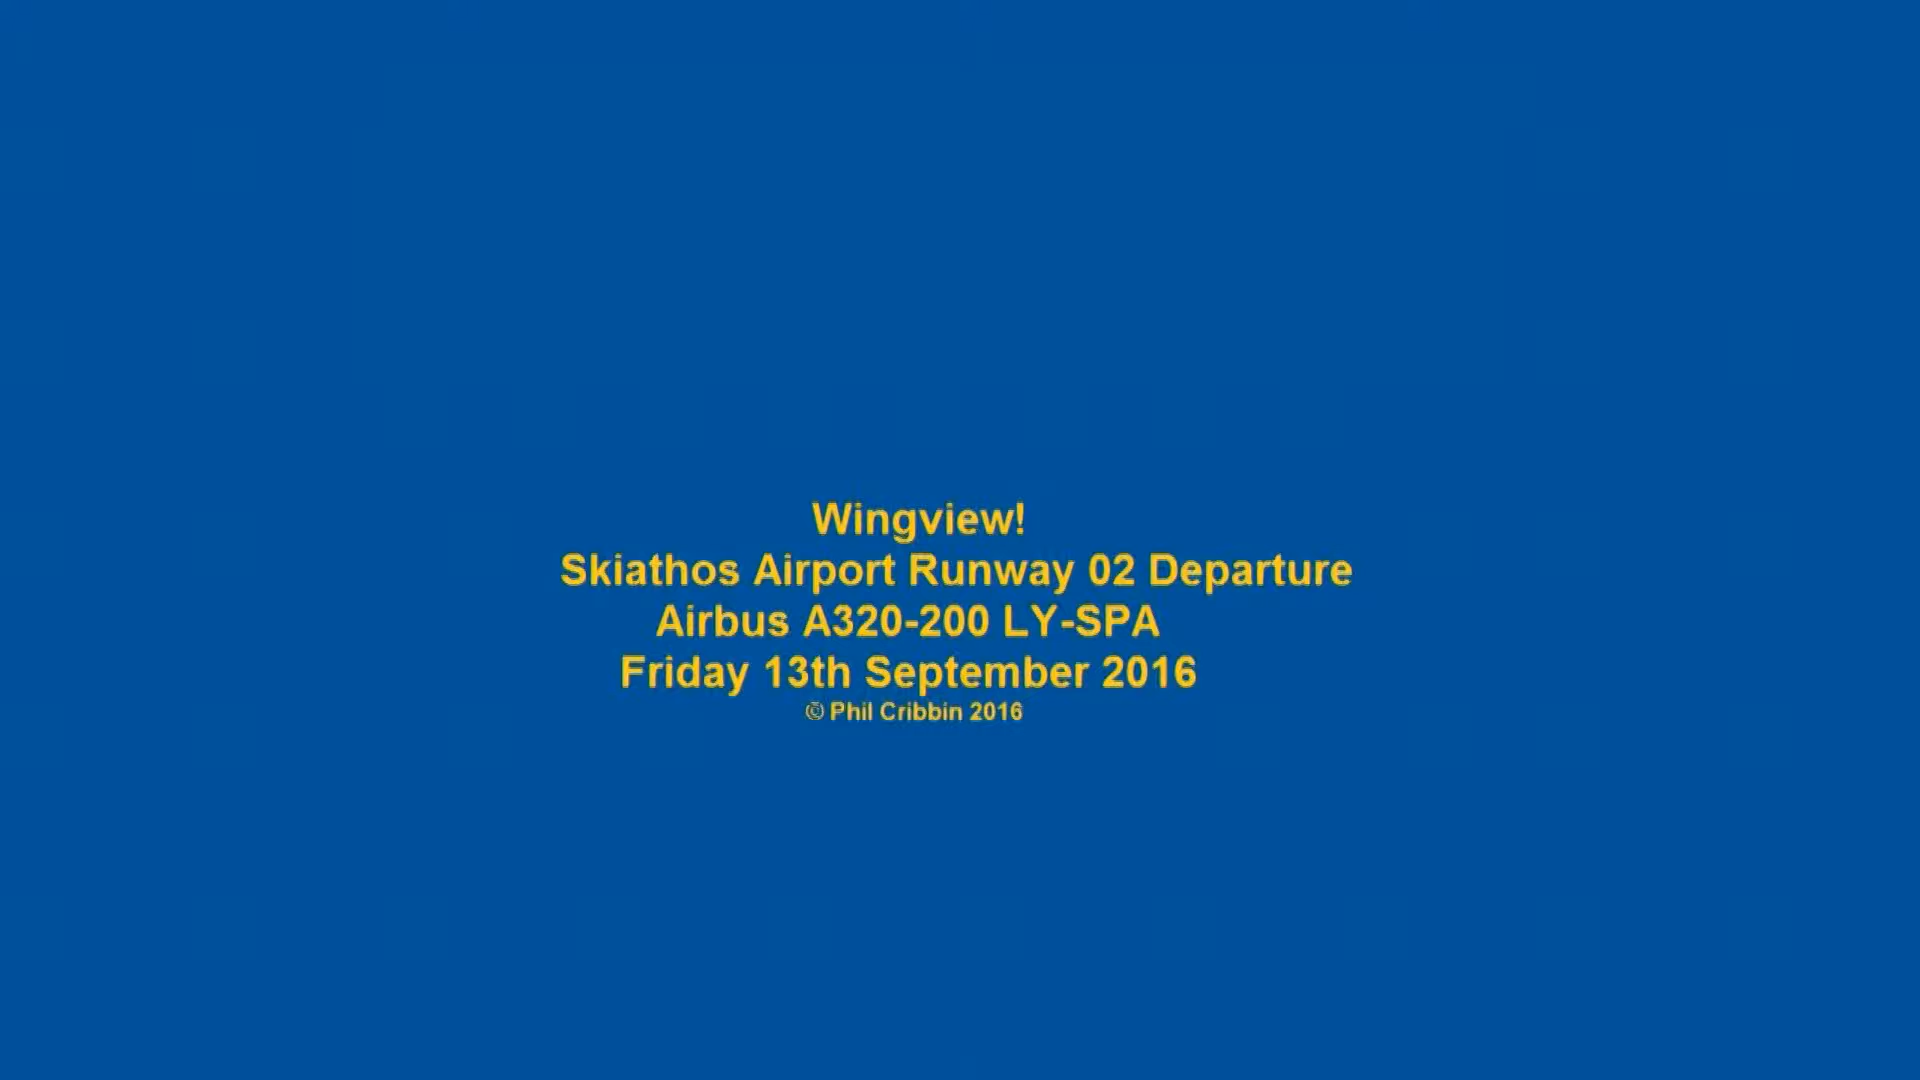 Wingview!
Skiathos Airport Runway 02 Departure
Airbus A320-200 LY-SPA
Friday 13th September 2016
© Phil Cribbin 2016